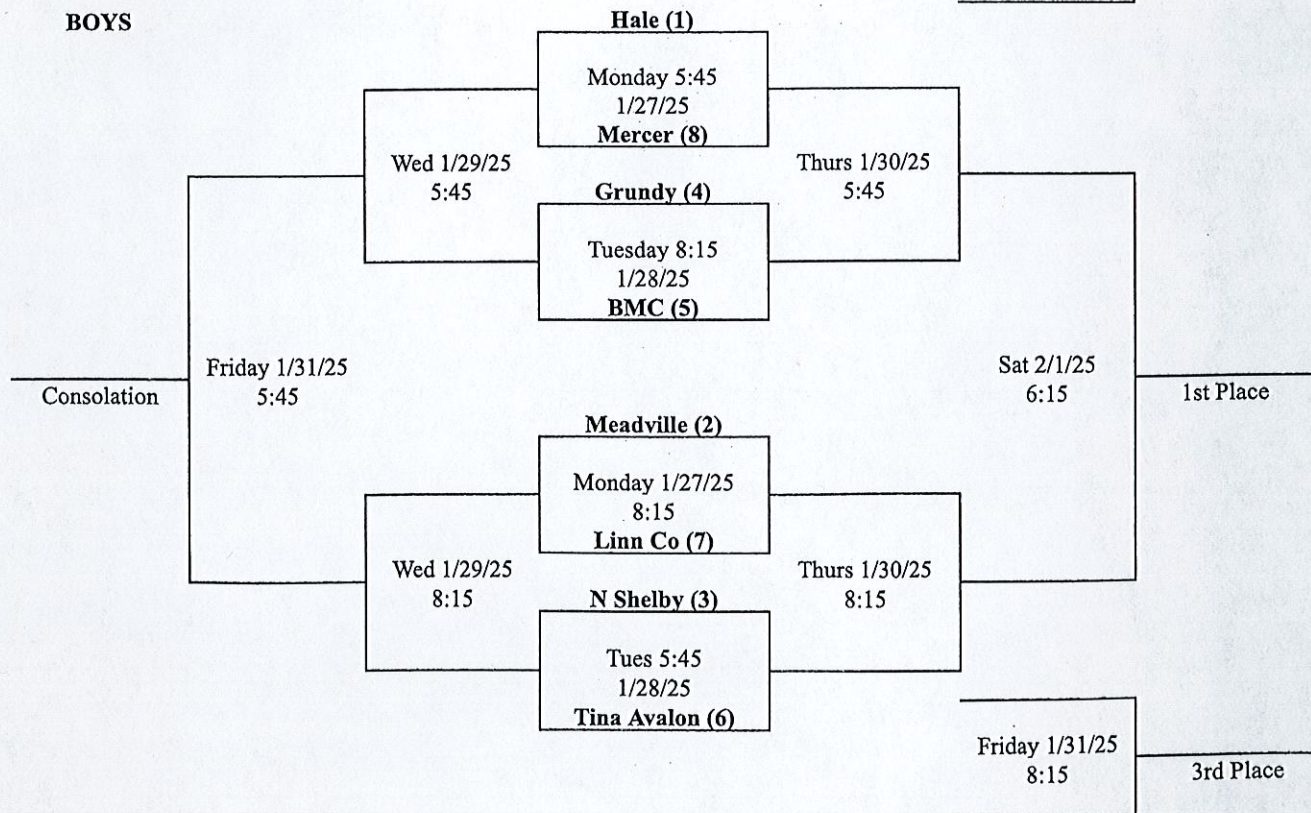 BOYS
Hale (1)
Monday 5:45
1/27/25
Mercer (8)
Wed 1/29/25
5:45
Thurs 1/30/25
5:45
Grundy (4)
Tuesday 8:15
1/28/25
BMC (5)
Friday 1/31/25
5:45
Consolation
Sat 2/1/25
6:15
1st Place
Meadville (2)
Monday 1/27/25
8:15
Linn Co (7)
Wed 1/29/25
8:15
Thurs 1/30/25
8:15
N Shelby (3)
Tues 5:45
1/28/25
Tina Avalon (6)
Friday 1/31/25
8:15
3rd Place